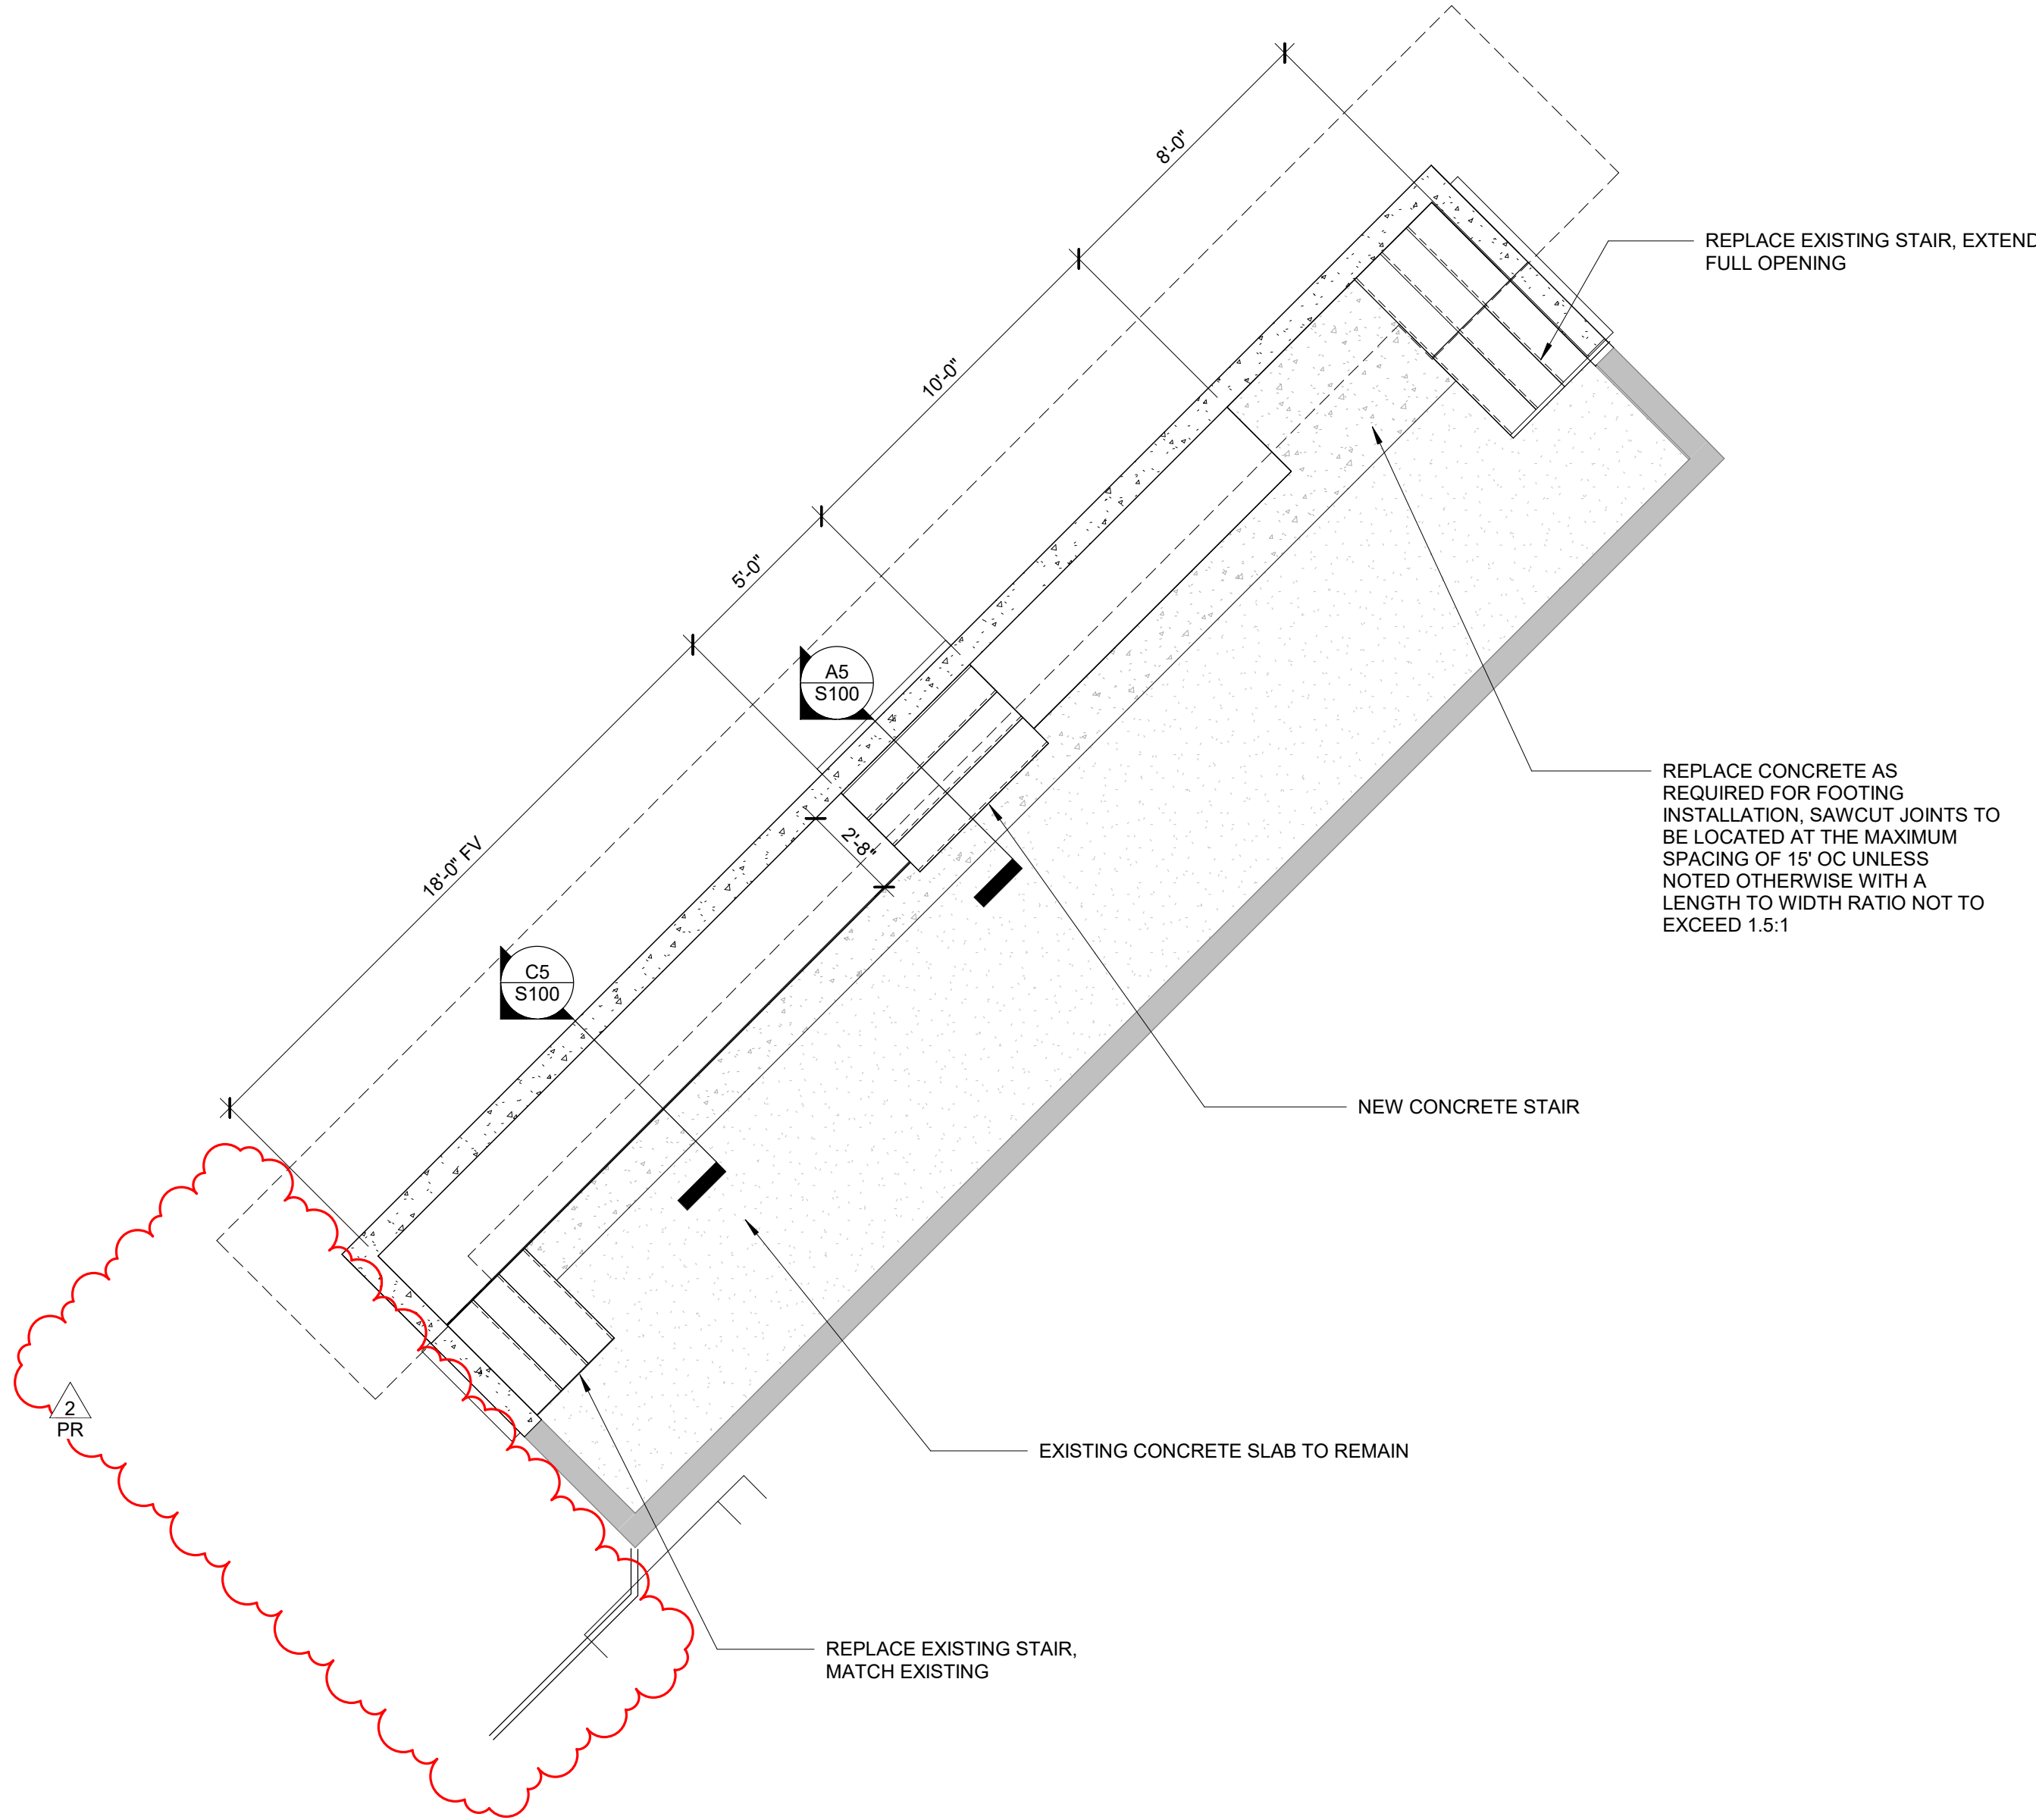 8'-0"
REPLACE EXISTING STAIR, EXTEND
FULL OPENING
10'-0"
5'-0"
A5
S100
REPLACE CONCRETE AS
REQUIRED FOR FOOTING
INSTALLATION, SAWCUT JOINTS TO
BE LOCATED AT THE MAXIMUM
SPACING OF 15' OC UNLESS
NOTED OTHERWISE WITH A
LENGTH TO WIDTH RATIO NOT TO
EXCEED 1.5:1
2'-8"
18'-0" FV
C5
S100
NEW CONCRETE STAIR
2
PR
EXISTING CONCRETE SLAB TO REMAIN
REPLACE EXISTING STAIR,
MATCH EXISTING